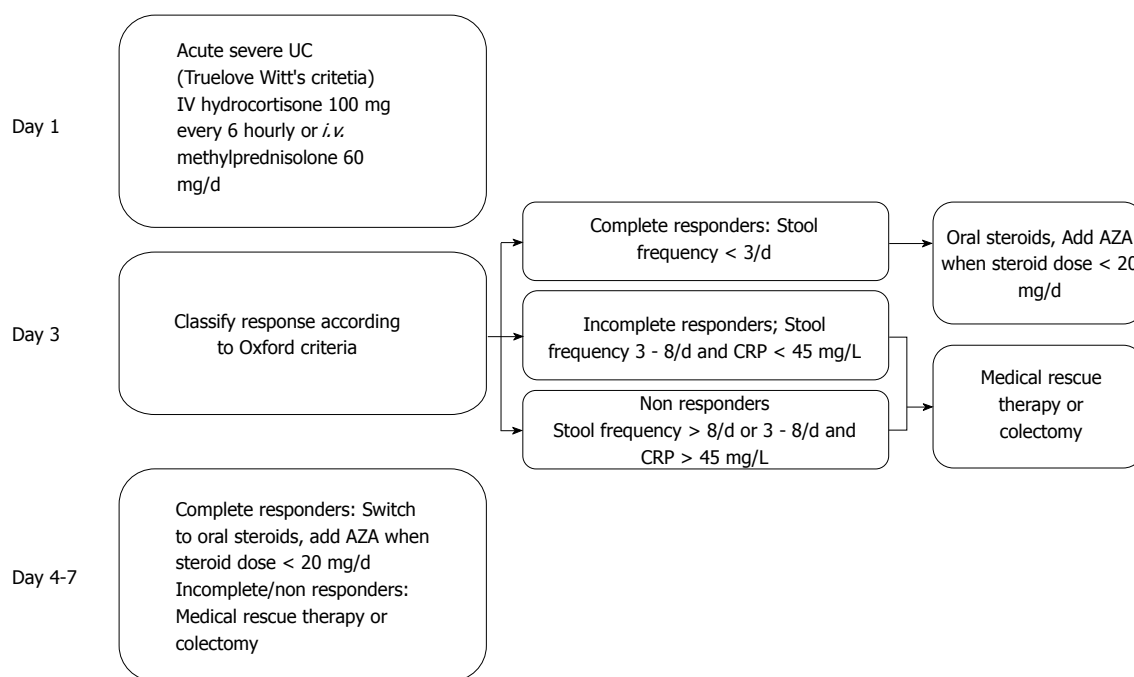 Day 1
Acute severe UC
(Truelove Witt's critetia)
IV hydrocortisone 100 mg
every 6 hourly or i.v.
methylprednisolone 60
mg/d
Day 3
Classify response according
to Oxford criteria
Complete responders: Stool
frequency < 3/d
Oral steroids, Add AZA
when steroid dose < 20
mg/d
Incomplete responders; Stool
frequency 3 - 8/d and CRP < 45 mg/L
Non responders
Stool frequency > 8/d or 3 - 8/d and
CRP > 45 mg/L
Medical rescue
therapy or
colectomy
Day 4-7
Complete responders: Switch
to oral steroids, add AZA when
steroid dose < 20 mg/d
Incomplete/non responders:
Medical rescue therapy or
colectomy